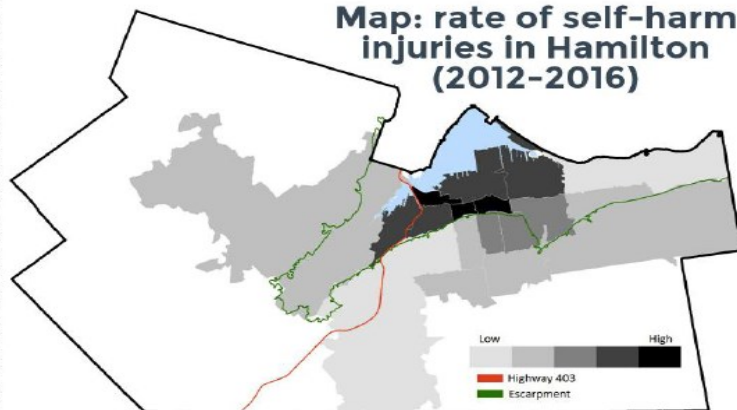 Map: rate of self-harm
injuries in Hamilton
(2012-2016)
Low High
Highway 403
Escarpment